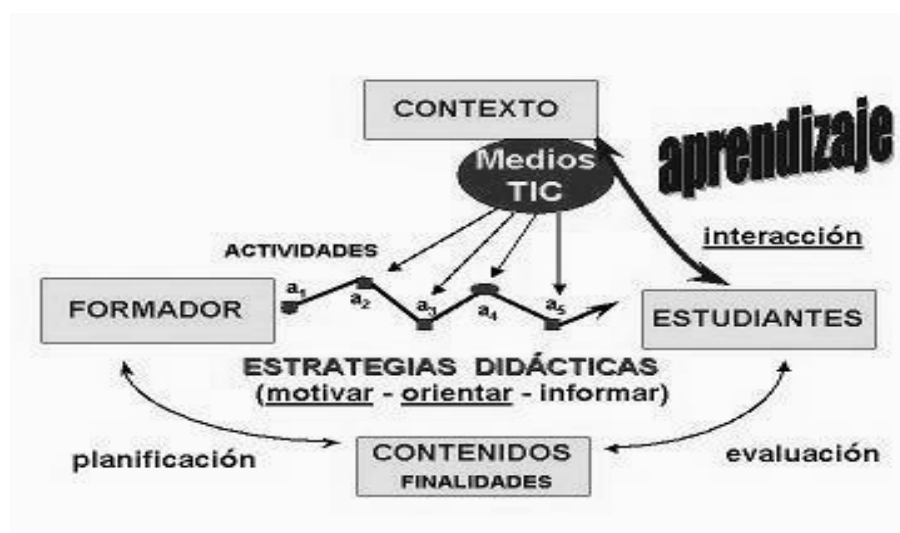 CONTEXTO
Medios
TIC
aprendizaje
interacción
ACTIVIDADES
a₁
a₂
a₃
a₄
a₅
FORMADOR
ESTUDIANTES
ESTRATEGIAS DIDÁCTICAS
(motivar - orientar - informar)
planificación
CONTENIDOS
FINALIDADES
evaluación